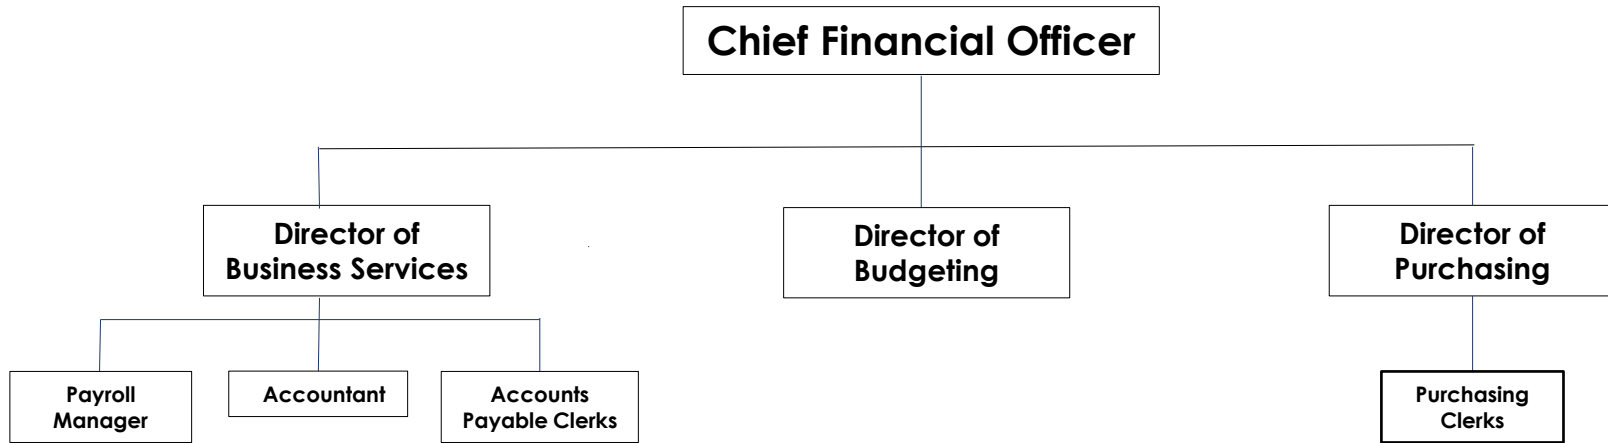 Chief Financial Officer
Director of
Business Services
Director of
Budgeting
Director of
Purchasing
Payroll
Manager
Accountant
Accounts
Payable Clerks
Purchasing
Clerks